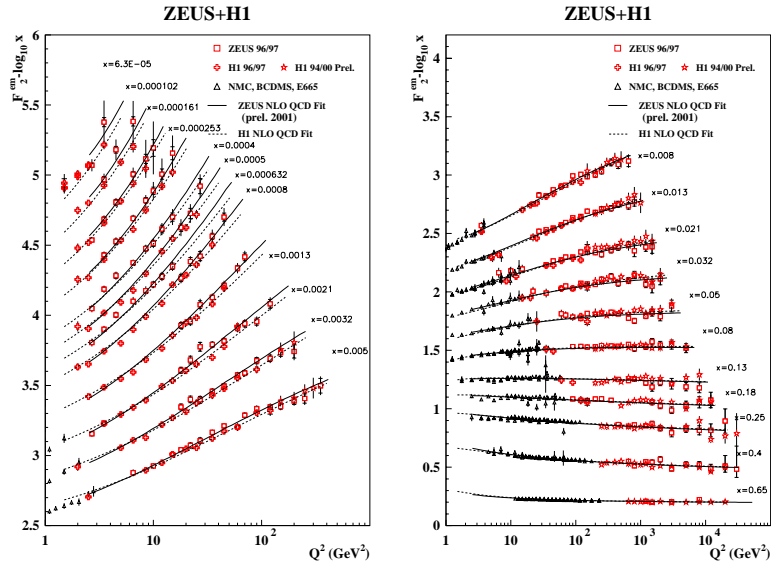 ZEUS+H1
F₂ᵉᵐ-log₁₀ x
6
5.5
5
4.5
4
3.5
3
2.5
1
10
10²
Q² (GeV²)
ZEUS 96/97
H1 96/97 H1 94/00 Prel.
NMC, BCDMS, E665
ZEUS NLO QCD Fit
(prel. 2001)
H1 NLO QCD Fit
x=6.3E-05
x=0.000102
x=0.000161
x=0.000253
x=0.0004
x=0.0005
x=0.000632
x=0.0008
x=0.0013
x=0.0021
x=0.0032
x=0.005
ZEUS+H1
F₂ᵉᵐ-log₁₀ x
4
3.5
3
2.5
2
1.5
1
0.5
0
1
10
10²
10³
10⁴
Q² (GeV²)
ZEUS 96/97
H1 96/97 H1 94/00 Prel.
NMC, BCDMS, E665
ZEUS NLO QCD Fit
(prel. 2001)
H1 NLO QCD Fit
x=0.008
x=0.013
x=0.021
x=0.032
x=0.05
x=0.08
x=0.13
x=0.18
x=0.25
x=0.4
x=0.65